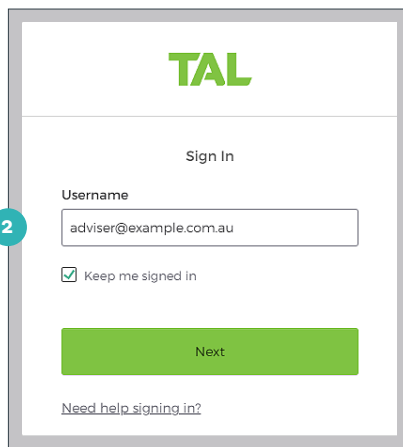 TAL
Sign In
Username
2
adviser@example.com.au
Keep me signed in
Next
Need help signing in?